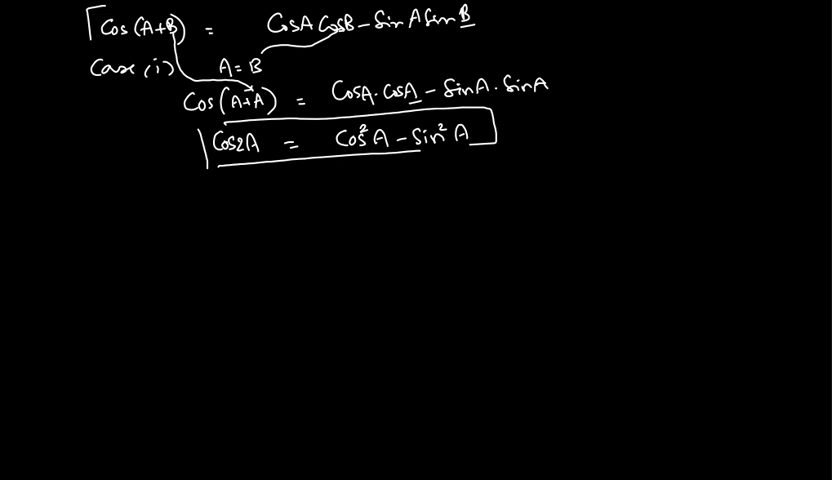 Cos (A+B) = CosA CosB - Sin A Sin B
Case (i) A = B
Cos (A+A) = CosA . CosA - SinA . SinA
Cos2A = Cos²A - Sin²A